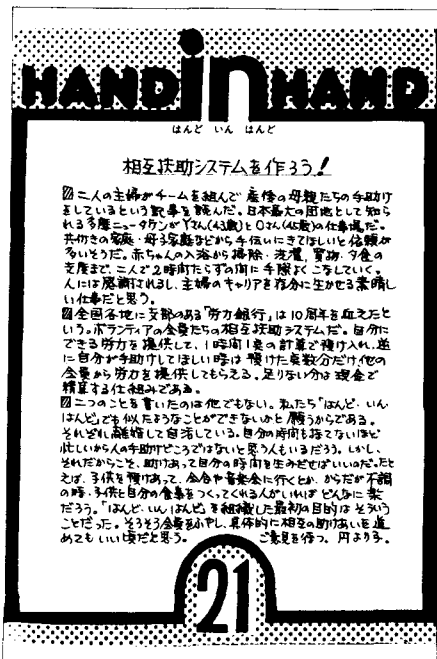 HAND in HAND
はんど いん はんど
相互扶助システムを作ろう!
二人の主婦がチームを組んで産後の母親たちの手助け
をしているという記事を読んだ。日本最大の団地として知ら
れる多摩ニュータウンがYさん(43歳)とOさん(45歳)の仕事場だ。
共働きの家庭・母子家庭などから手伝いにきてほしいと依頼が
多いそうだ。赤ちゃんの入浴から掃除・洗濯、買物・夕食の
支度まで、二人で2時間たらずの間に手際よくこなしていく。
人には感謝されるし、主婦のキャリアを存分に生かせる素晴し
い仕事だと思う。
全国各地に支部のある「労力銀行」は10周年を迎えたと
いう。ボランティアの会員たちの相互扶助システムだ。自分に
できる労力を提供して、1時間1点の計算で預け入れ、逆
に自分が手助けしてほしい時は預けた点数分だけ他の
会員から労力を提供してもらえる。足りない分は現金で
精算する仕組みである。
二つのことを書いたのは他でもない。私たち「はんど・いん・
はんど」でも似たようなことができないかと願うからである。
それぞれ離婚して自活している。自分の時間も持てないほど
忙しいから人の手助けどころではないと思う人もいるだろう。しかし、
それだからこそ、助けあって自分の時間を生みだせばいいのだ。たと
えば、子供を預けあって、会合や音楽会に行くとか、からだが不調
の時、子供と自分の食事をつくってくれる人がいればどんなに楽
だろう。「はんど・いん・はんど」を組織した最初の目的はそういう
ことだった。そろそろ会員をふやし、具体的に相互の助けあいを進
めてもいい頃だと思う。 ご意見を待つ。円より子。
21